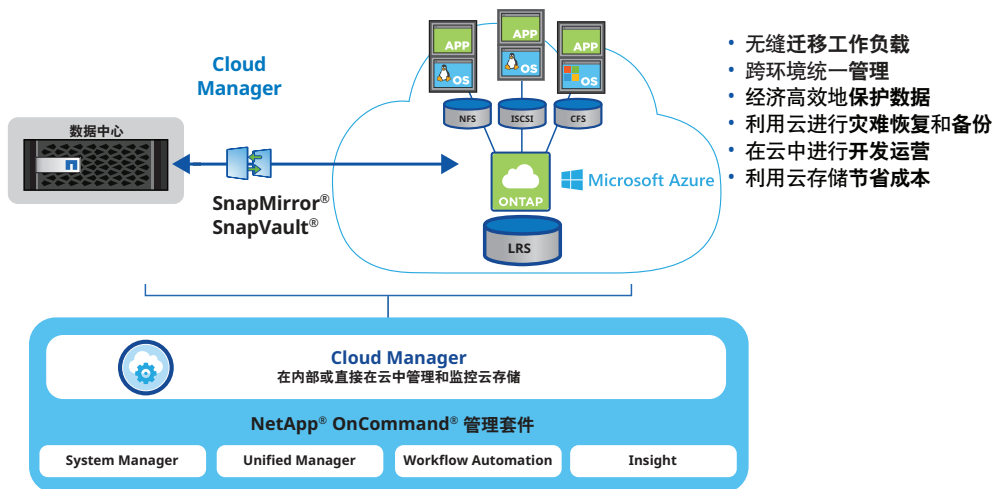 Cloud
Manager
数据中心
SnapMirror®
SnapVault®
APP
APP
APP
OS
OS
OS
NFS
ISCSI
CFS
ONTAP
Microsoft Azure
LRS
• 无缝迁移工作负载
• 跨环境统一管理
• 经济高效地保护数据
• 利用云进行灾难恢复和备份
• 在云中进行开发运营
• 利用云存储节省成本
Cloud Manager
在内部或直接在云中管理和监控云存储
NetApp® OnCommand® 管理套件
System Manager
Unified Manager
Workflow Automation
Insight